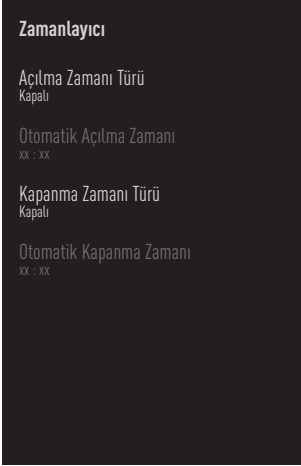 Zamanlayıcı
Açılma Zamanı Türü
Kapalı
Otomatik Açılma Zamanı
xx : xx
Kapanma Zamanı Türü
Kapalı
Otomatik Kapanma Zamanı
xx : xx